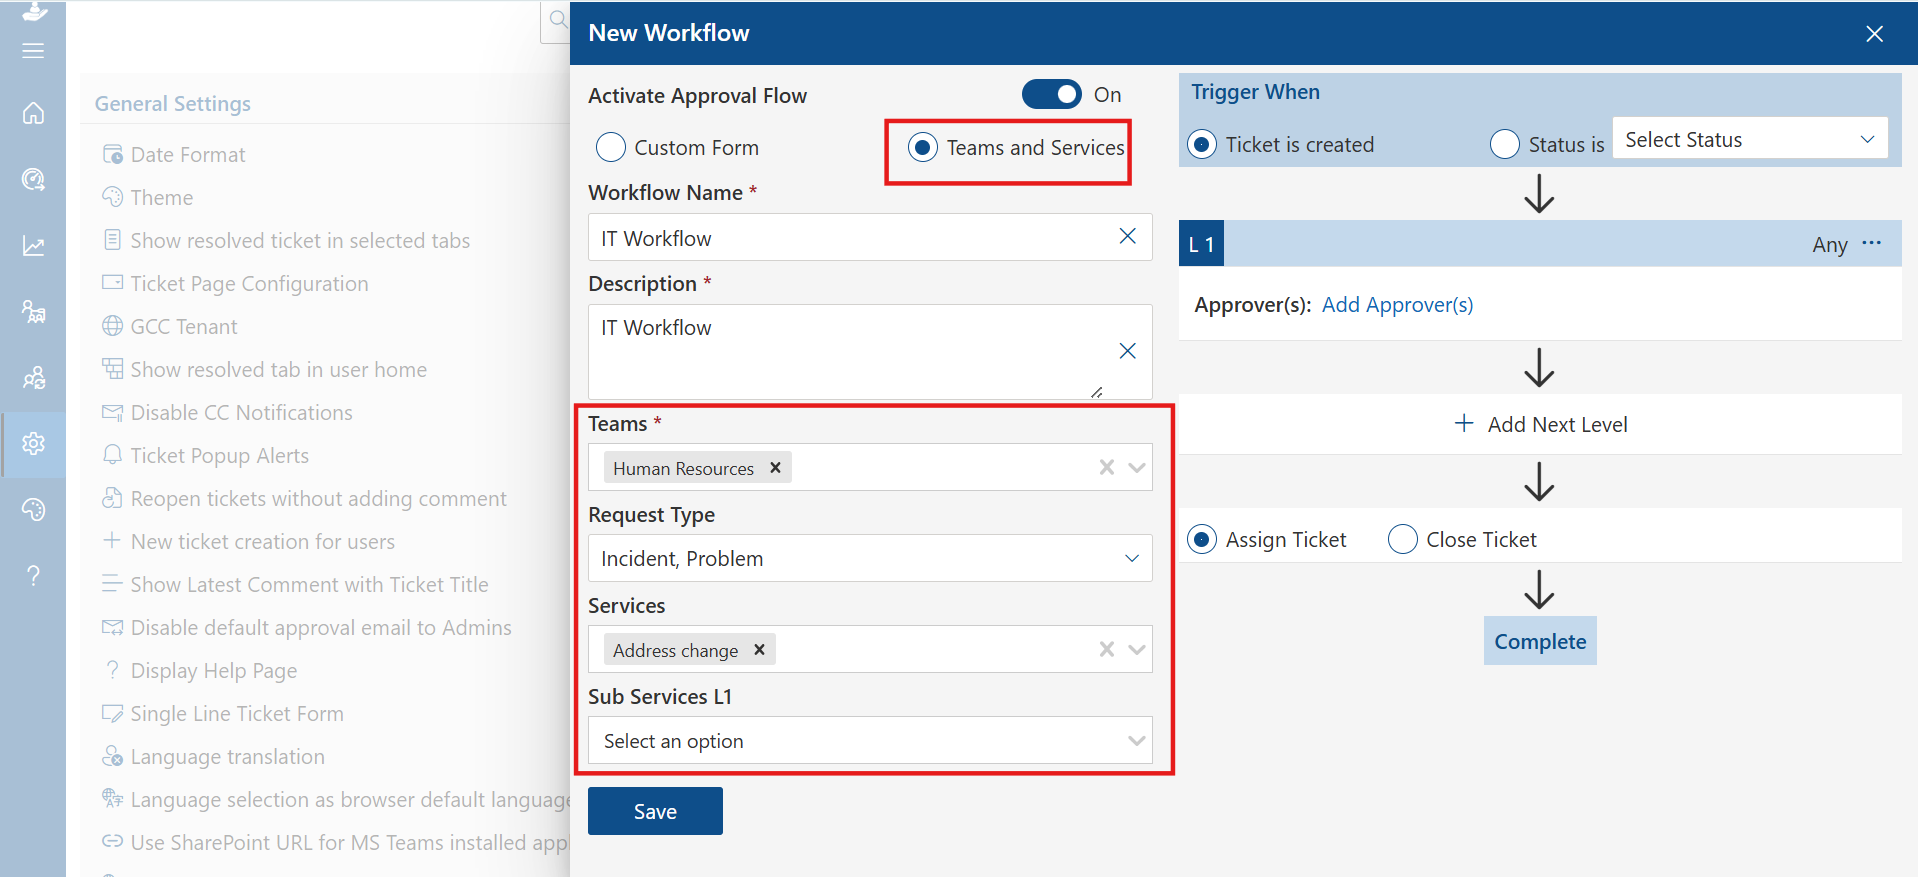 General Settings
Date Format
Theme
Show resolved ticket in selected tabs
Ticket Page Configuration
GCC Tenant
Show resolved tab in user home
Disable CC Notifications
Ticket Popup Alerts
Reopen tickets without adding comment
New ticket creation for users
Show Latest Comment with Ticket Title
Disable default approval email to Admins
Display Help Page
Single Line Ticket Form
Language translation
Language selection as browser default language
Use SharePoint URL for MS Teams installed appl
New Workflow
Activate Approval Flow On
Custom Form Teams and Services
Workflow Name *
IT Workflow
Description *
IT Workflow
Teams *
Human Resources
Request Type
Incident, Problem
Services
Address change
Sub Services L1
Select an option
Save
Trigger When
Ticket is created Status is Select Status
L 1 Any ...
Approver(s): Add Approver(s)
+ Add Next Level
Assign Ticket Close Ticket
Complete